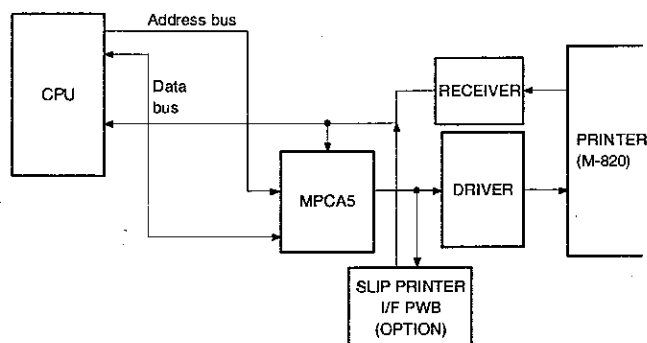 Address bus
CPU
Data
bus
RECEIVER
PRINTER
(M-820)
MPCA5
DRIVER
SLIP PRINTER
I/F PWB
(OPTION)